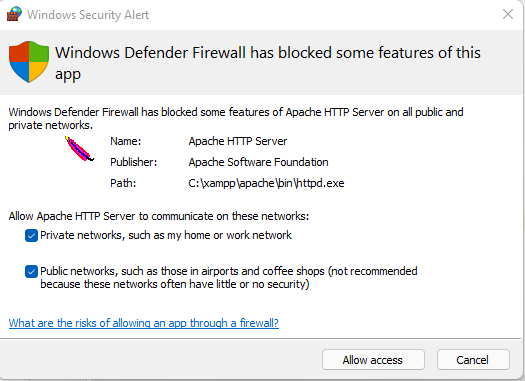 Windows Security Alert
Windows Defender Firewall has blocked some features of this
app
Windows Defender Firewall has blocked some features of Apache HTTP Server on all public and
private networks.
Name: Apache HTTP Server
Publisher: Apache Software Foundation
Path: C:\xampp\apache\bin\httpd.exe
Allow Apache HTTP Server to communicate on these networks:
Private networks, such as my home or work network
Public networks, such as those in airports and coffee shops (not recommended
because these networks often have little or no security)
What are the risks of allowing an app through a firewall?
Allow access Cancel